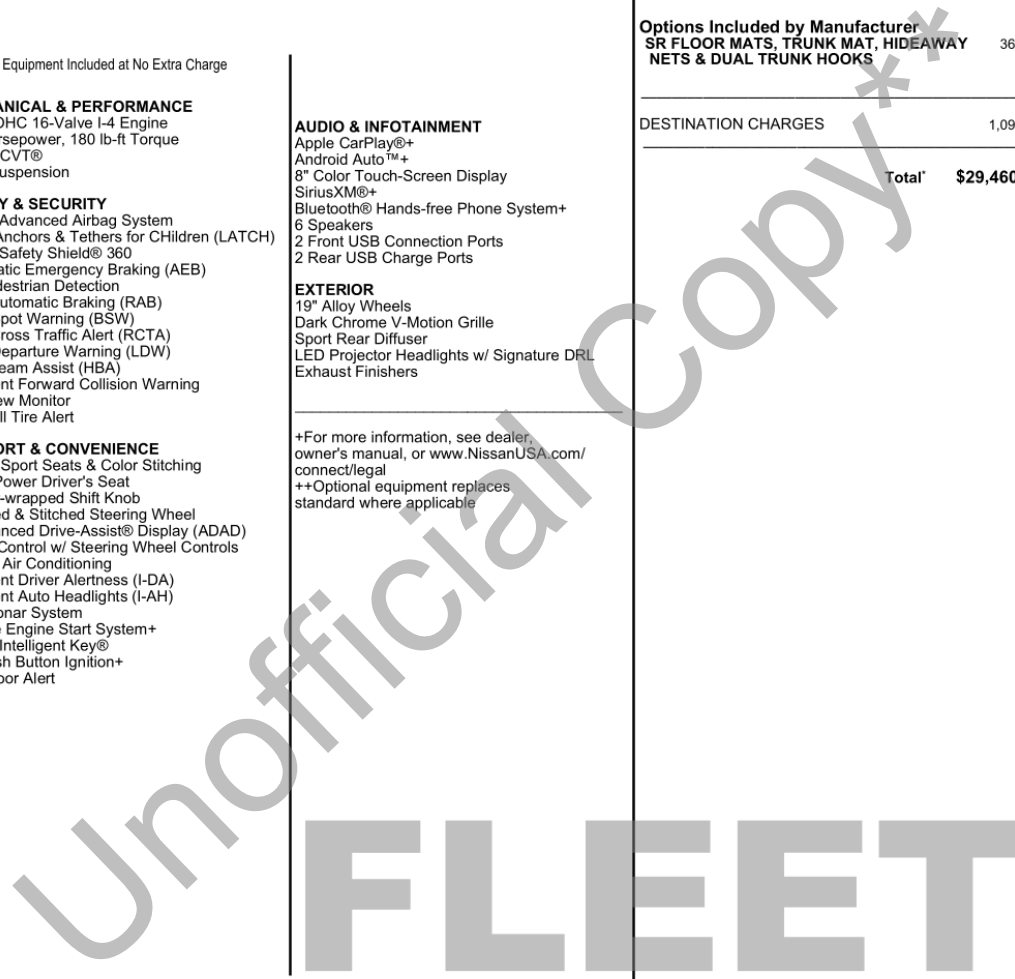 Equipment Included at No Extra Charge
ANICAL & PERFORMANCE
OHC 16-Valve I-4 Engine
rsepower, 180 lb-ft Torque
CVT®
uspension
Y & SECURITY
Advanced Airbag System
Anchors & Tethers for CHildren (LATCH)
Safety Shield® 360
atic Emergency Braking (AEB)
destrian Detection
utomatic Braking (RAB)
pot Warning (BSW)
ross Traffic Alert (RCTA)
eparture Warning (LDW)
eam Assist (HBA)
nt Forward Collision Warning
ew Monitor
ll Tire Alert
ORT & CONVENIENCE
Sport Seats & Color Stitching
Power Driver's Seat
-wrapped Shift Knob
ed & Stitched Steering Wheel
nced Drive-Assist® Display (ADAD)
Control w/ Steering Wheel Controls
Air Conditioning
nt Driver Alertness (I-DA)
nt Auto Headlights (I-AH)
onar System
e Engine Start System+
Intelligent Key®
sh Button Ignition+
oor Alert
AUDIO & INFOTAINMENT
Apple CarPlay®+
Android Auto™+
8" Color Touch-Screen Display
SiriusXM®+
Bluetooth® Hands-free Phone System+
6 Speakers
2 Front USB Connection Ports
2 Rear USB Charge Ports
EXTERIOR
19" Alloy Wheels
Dark Chrome V-Motion Grille
Sport Rear Diffuser
LED Projector Headlights w/ Signature DRL
Exhaust Finishers
+For more information, see dealer,
owner's manual, or www.NissanUSA.com/
connect/legal
++Optional equipment replaces
standard where applicable
Options Included by Manufacturer
SR FLOOR MATS, TRUNK MAT, HIDEAWAY 36
NETS & DUAL TRUNK HOOKS
DESTINATION CHARGES 1,09
Total* $29,460
Unofficial Copy**
FLEET